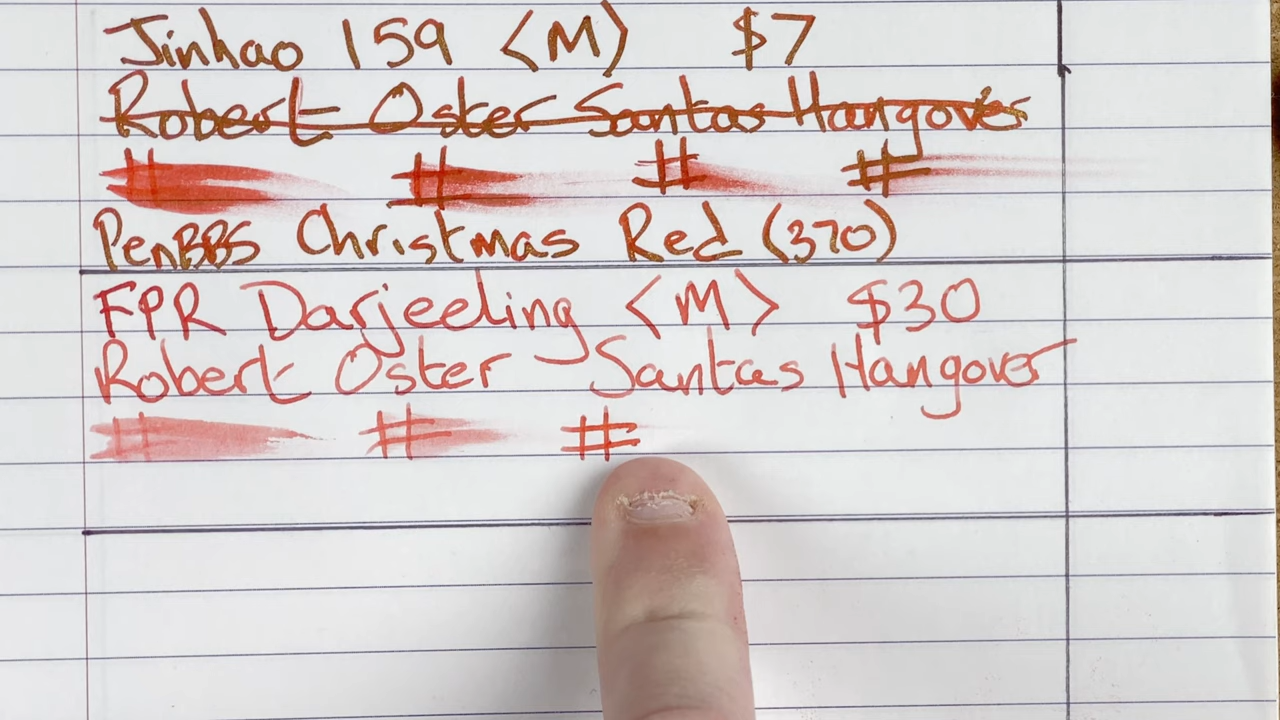 Jinhao 159 <M> $7
Robert Oster Santas Hangover
# # # #
PenBBS Christmas Red (370)
FPR Darjeeling <M> $30
Robert Oster Santas Hangover
# # #